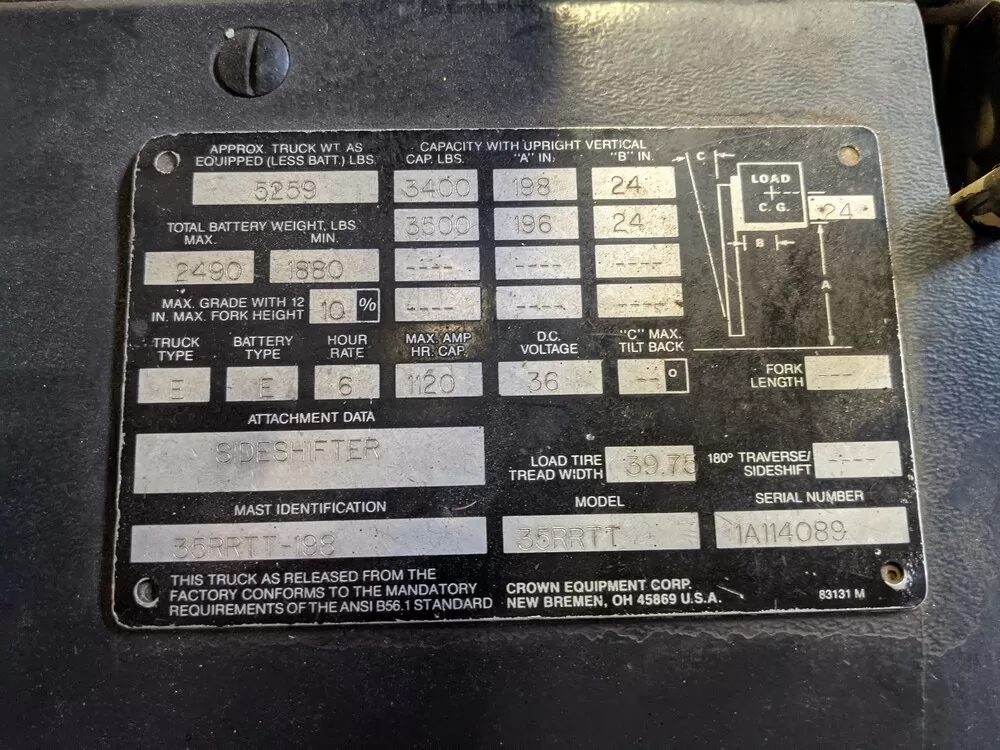 APPROX. TRUCK WT. AS
EQUIPPED (LESS BATT.) LBS.
5259
CAPACITY WITH UPRIGHT VERTICAL
CAP. LBS. "A" IN. "B" IN.
3400 198 24
3500 196 24
---- ---- ----
---- ---- ----
C
LOAD
C. G.
24
B
A
TOTAL BATTERY WEIGHT, LBS.
MAX. MIN.
2490 1880
MAX. GRADE WITH 12
IN. MAX. FORK HEIGHT
10 %
TRUCK
TYPE
E
BATTERY
TYPE
E
HOUR
RATE
6
MAX. AMP
HR. CAP.
1120
D.C.
VOLTAGE
36
"C" MAX.
TILT BACK
-- °
FORK
LENGTH
---
ATTACHMENT DATA
SIDESHIFTER
LOAD TIRE
TREAD WIDTH
39.75
180° TRAVERSE/
SIDESHIFT
----
MAST IDENTIFICATION
35RRTT-198
MODEL
35RRTT
SERIAL NUMBER
1A114089
THIS TRUCK AS RELEASED FROM THE
FACTORY CONFORMS TO THE MANDATORY
REQUIREMENTS OF THE ANSI B56.1 STANDARD
CROWN EQUIPMENT CORP.
NEW BREMEN, OH 45869 U.S.A.
83131 M